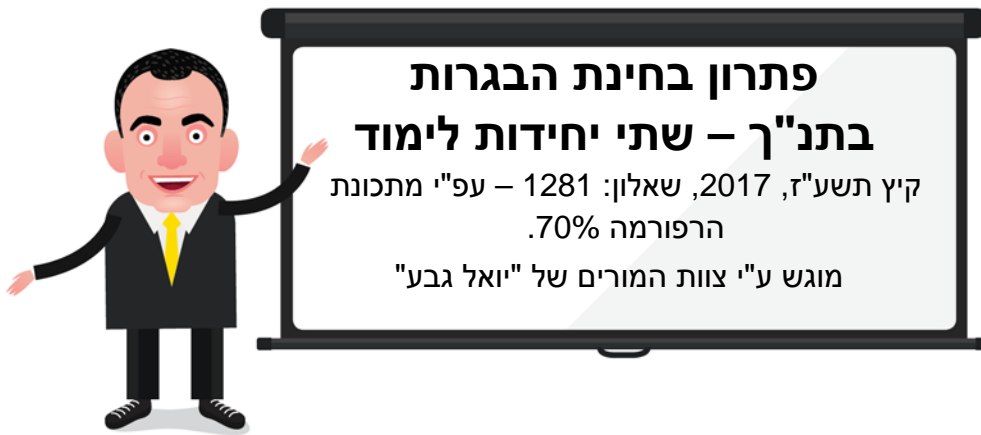 פתרון בחינת הבגרות
בתנ"ך – שתי יחידות לימוד
קיץ תשע"ז, 2017, שאלון: 1281 – עפ"י מתכונת
הרפורמה 70%.
מוגש ע"י צוות המורים של "יואל גבע"